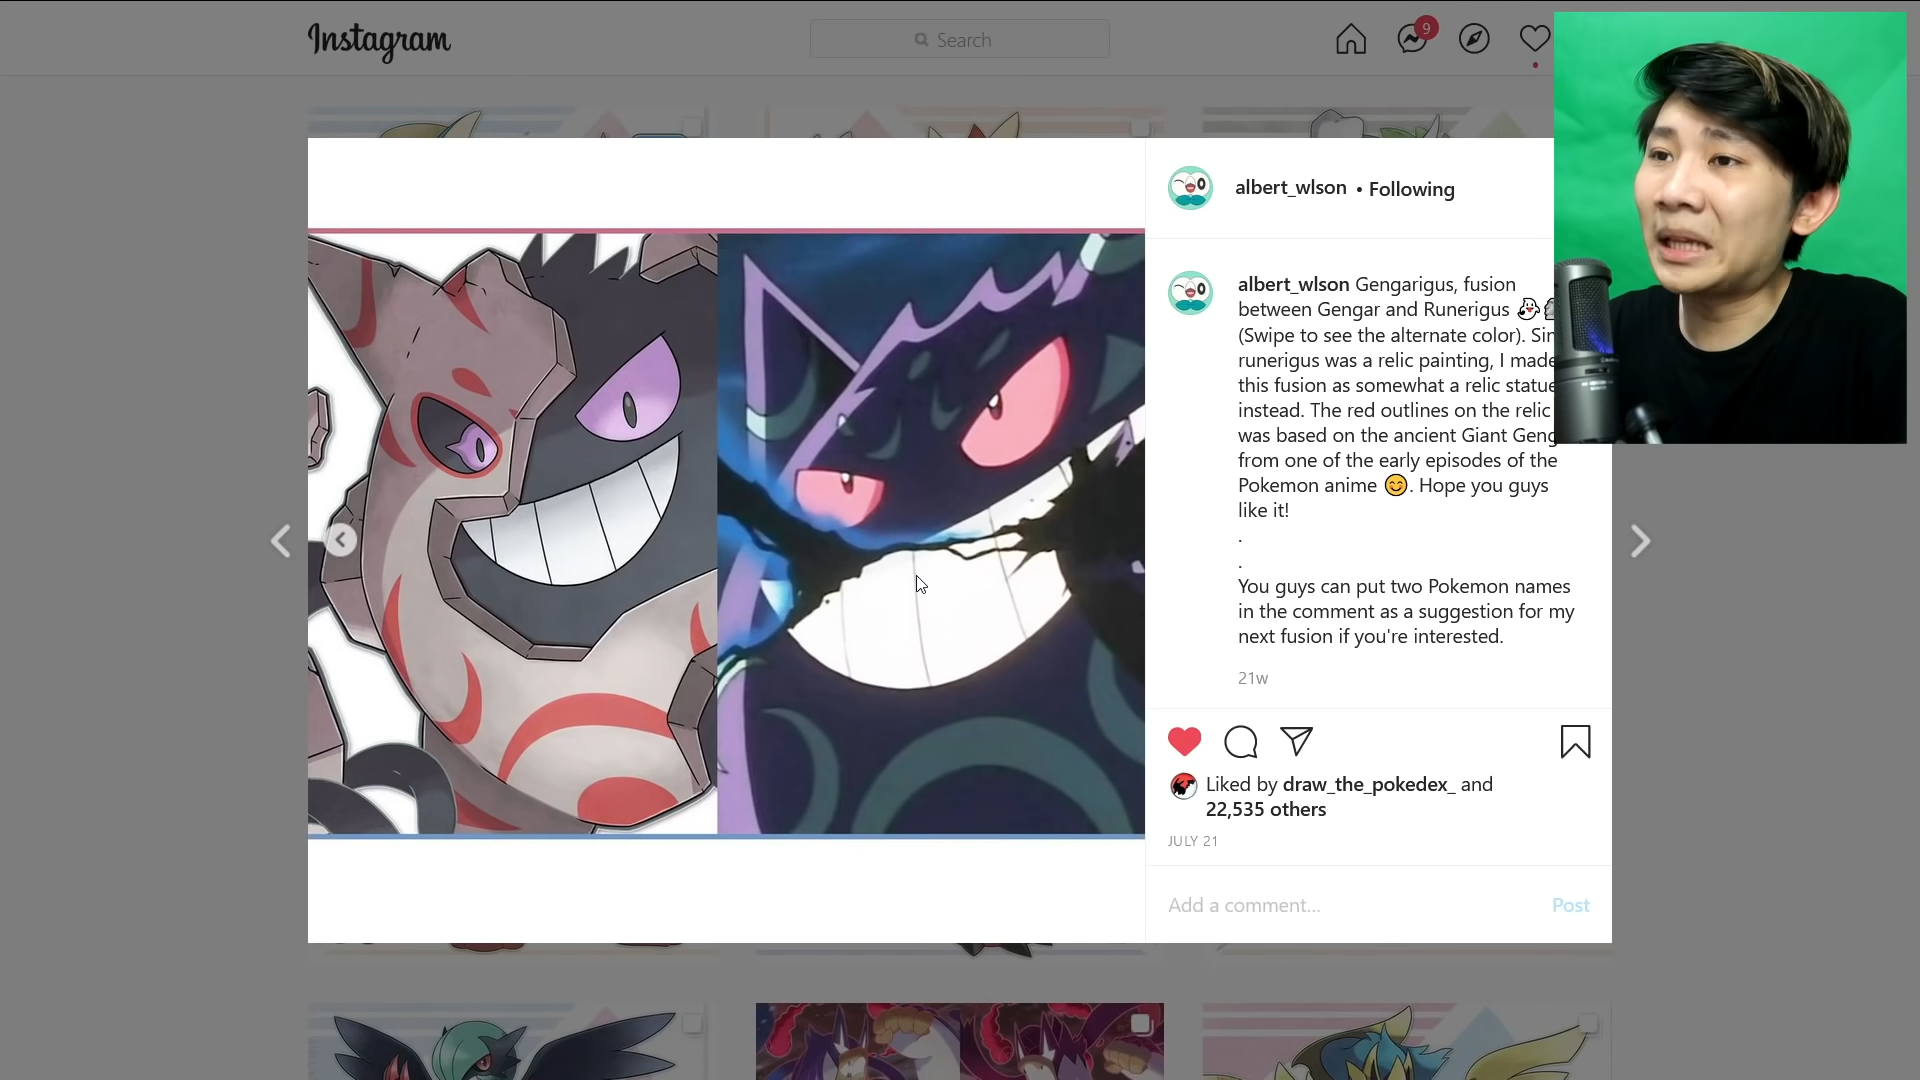 Instagram
Search
9
albert_wlson • Following
albert_wlson Gengarigus, fusion
between Gengar and Runerigus
(Swipe to see the alternate color). Sin
runerigus was a relic painting, I made
this fusion as somewhat a relic statue
instead. The red outlines on the relic
was based on the ancient Giant Geng
from one of the early episodes of the
Pokemon anime 😊. Hope you guys
like it!
.
.
You guys can put two Pokemon names
in the comment as a suggestion for my
next fusion if you're interested.
21w
Liked by draw_the_pokedex_ and
22,535 others
JULY 21
Add a comment...
Post